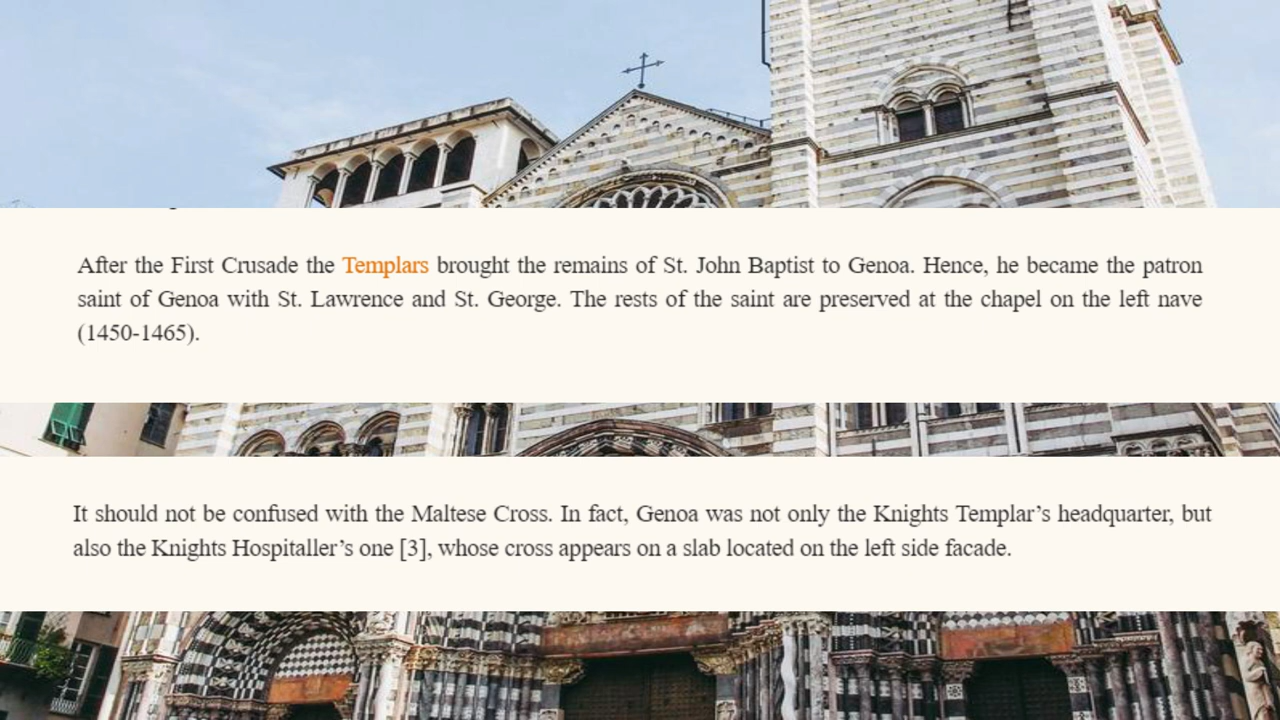 After the First Crusade the Templars brought the remains of St. John Baptist to Genoa. Hence, he became the patron
saint of Genoa with St. Lawrence and St. George. The rests of the saint are preserved at the chapel on the left nave
(1450-1465).
It should not be confused with the Maltese Cross. In fact, Genoa was not only the Knights Templar’s headquarter, but
also the Knights Hospitaller’s one [3], whose cross appears on a slab located on the left side facade.